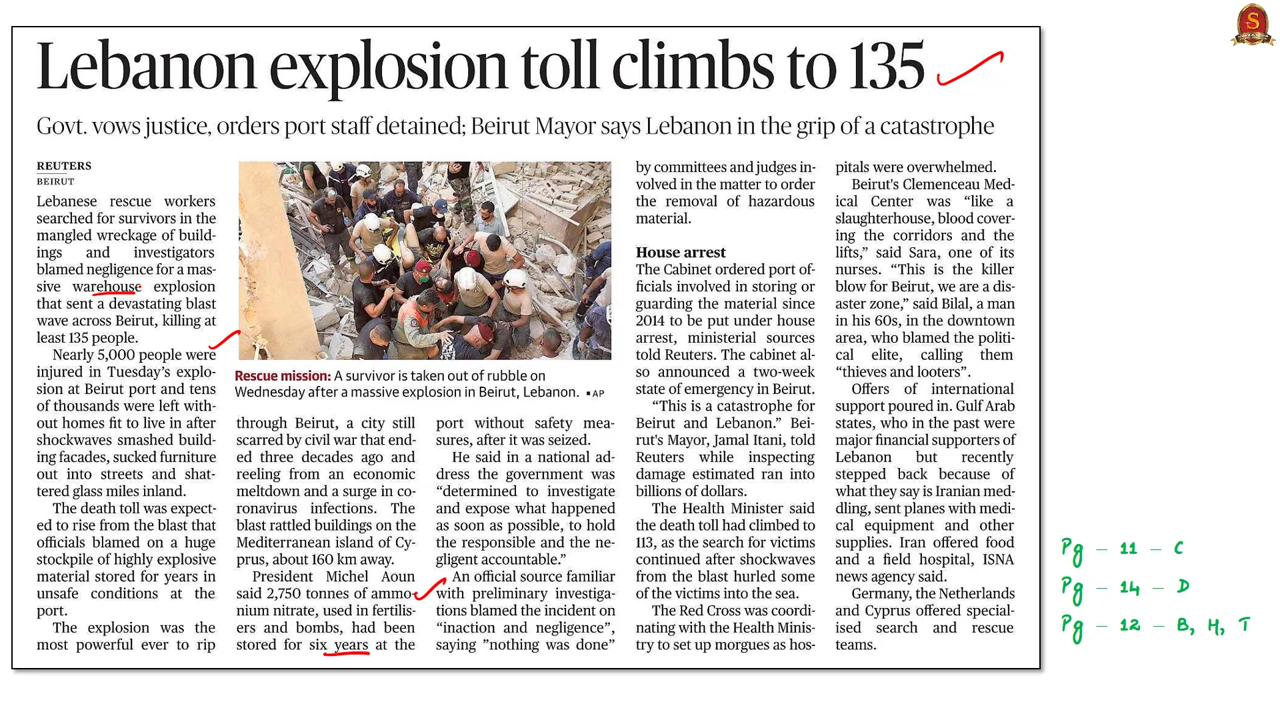 Lebanon explosion toll climbs to 135
Govt. vows justice, orders port staff detained; Beirut Mayor says Lebanon in the grip of a catastrophe
REUTERS
BEIRUT
Lebanese rescue workers
searched for survivors in the
mangled wreckage of build-
ings and investigators
blamed negligence for a mas-
sive warehouse explosion
that sent a devastating blast
wave across Beirut, killing at
least 135 people.
Nearly 5,000 people were
injured in Tuesday's explo-
sion at Beirut port and tens
of thousands were left with-
out homes fit to live in after
shockwaves smashed build-
ing facades, sucked furniture
out into streets and shat-
tered glass miles inland.
The death toll was expect-
ed to rise from the blast that
officials blamed on a huge
stockpile of highly explosive
material stored for years in
unsafe conditions at the
port.
The explosion was the
most powerful ever to rip
Rescue mission: A survivor is taken out of rubble on
Wednesday after a massive explosion in Beirut, Lebanon. ▪AP
through Beirut, a city still
scarred by civil war that end-
ed three decades ago and
reeling from an economic
meltdown and a surge in co-
ronavirus infections. The
blast rattled buildings on the
Mediterranean island of Cy-
prus, about 160 km away.
President Michel Aoun
said 2,750 tonnes of ammo-
nium nitrate, used in fertilis-
ers and bombs, had been
stored for six years at the
port without safety mea-
sures, after it was seized.
He said in a national ad-
dress the government was
“determined to investigate
and expose what happened
as soon as possible, to hold
the responsible and the ne-
gligent accountable.”
An official source familiar
with preliminary investiga-
tions blamed the incident on
“inaction and negligence”,
saying "nothing was done”
by committees and judges in-
volved in the matter to order
the removal of hazardous
material.
House arrest
The Cabinet ordered port of-
ficials involved in storing or
guarding the material since
2014 to be put under house
arrest, ministerial sources
told Reuters. The cabinet al-
so announced a two-week
state of emergency in Beirut.
“This is a catastrophe for
Beirut and Lebanon.” Bei-
rut's Mayor, Jamal Itani, told
Reuters while inspecting
damage estimated ran into
billions of dollars.
The Health Minister said
the death toll had climbed to
113, as the search for victims
continued after shockwaves
from the blast hurled some
of the victims into the sea.
The Red Cross was coordi-
nating with the Health Minis-
try to set up morgues as hos-
pitals were overwhelmed.
Beirut's Clemenceau Med-
ical Center was “like a
slaughterhouse, blood cover-
ing the corridors and the
lifts,” said Sara, one of its
nurses. “This is the killer
blow for Beirut, we are a dis-
aster zone,” said Bilal, a man
in his 60s, in the downtown
area, who blamed the politi-
cal elite, calling them
“thieves and looters”.
Offers of international
support poured in. Gulf Arab
states, who in the past were
major financial supporters of
Lebanon but recently
stepped back because of
what they say is Iranian med-
dling, sent planes with medi-
cal equipment and other
supplies. Iran offered food
and a field hospital, ISNA
news agency said.
Germany, the Netherlands
and Cyprus offered special-
ised search and rescue
teams.
Pg - 11 - C
Pg - 14 - D
Pg - 12 - B, H, T
S